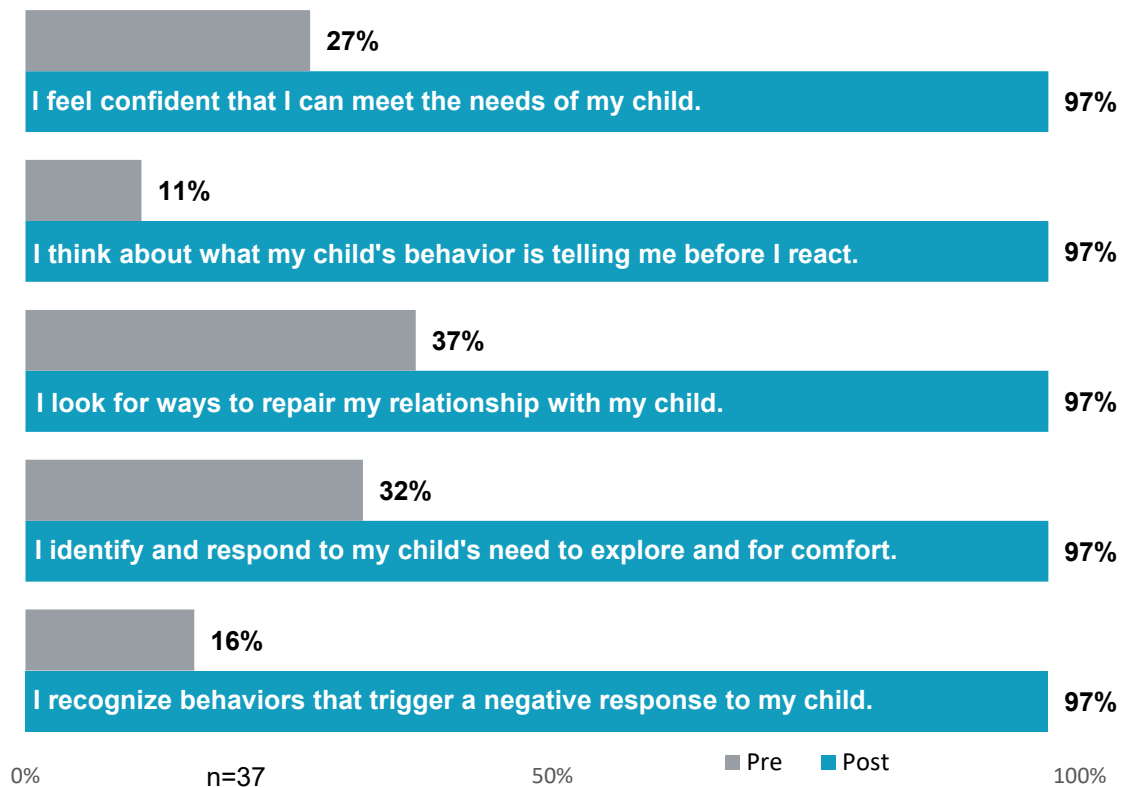 27%
I feel confident that I can meet the needs of my child.
97%
11%
I think about what my child's behavior is telling me before I react.
97%
37%
I look for ways to repair my relationship with my child.
97%
32%
I identify and respond to my child's need to explore and for comfort.
97%
16%
I recognize behaviors that trigger a negative response to my child.
97%
Pre Post
0% n=37 50% 100%